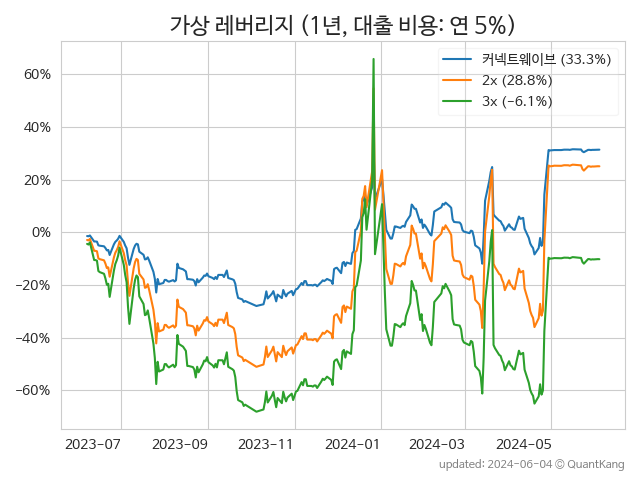 가상 레버리지 (1년, 대출 비용: 연 5%)
커넥트웨이브 (33.3%)
2x (28.8%)
3x (−6.1%)
60%
40%
20%
0%
−20%
−40%
−60%
2023-07
2023-09
2023-11
2024-01
2024-03
2024-05
updated: 2024-06-04 © QuantKang